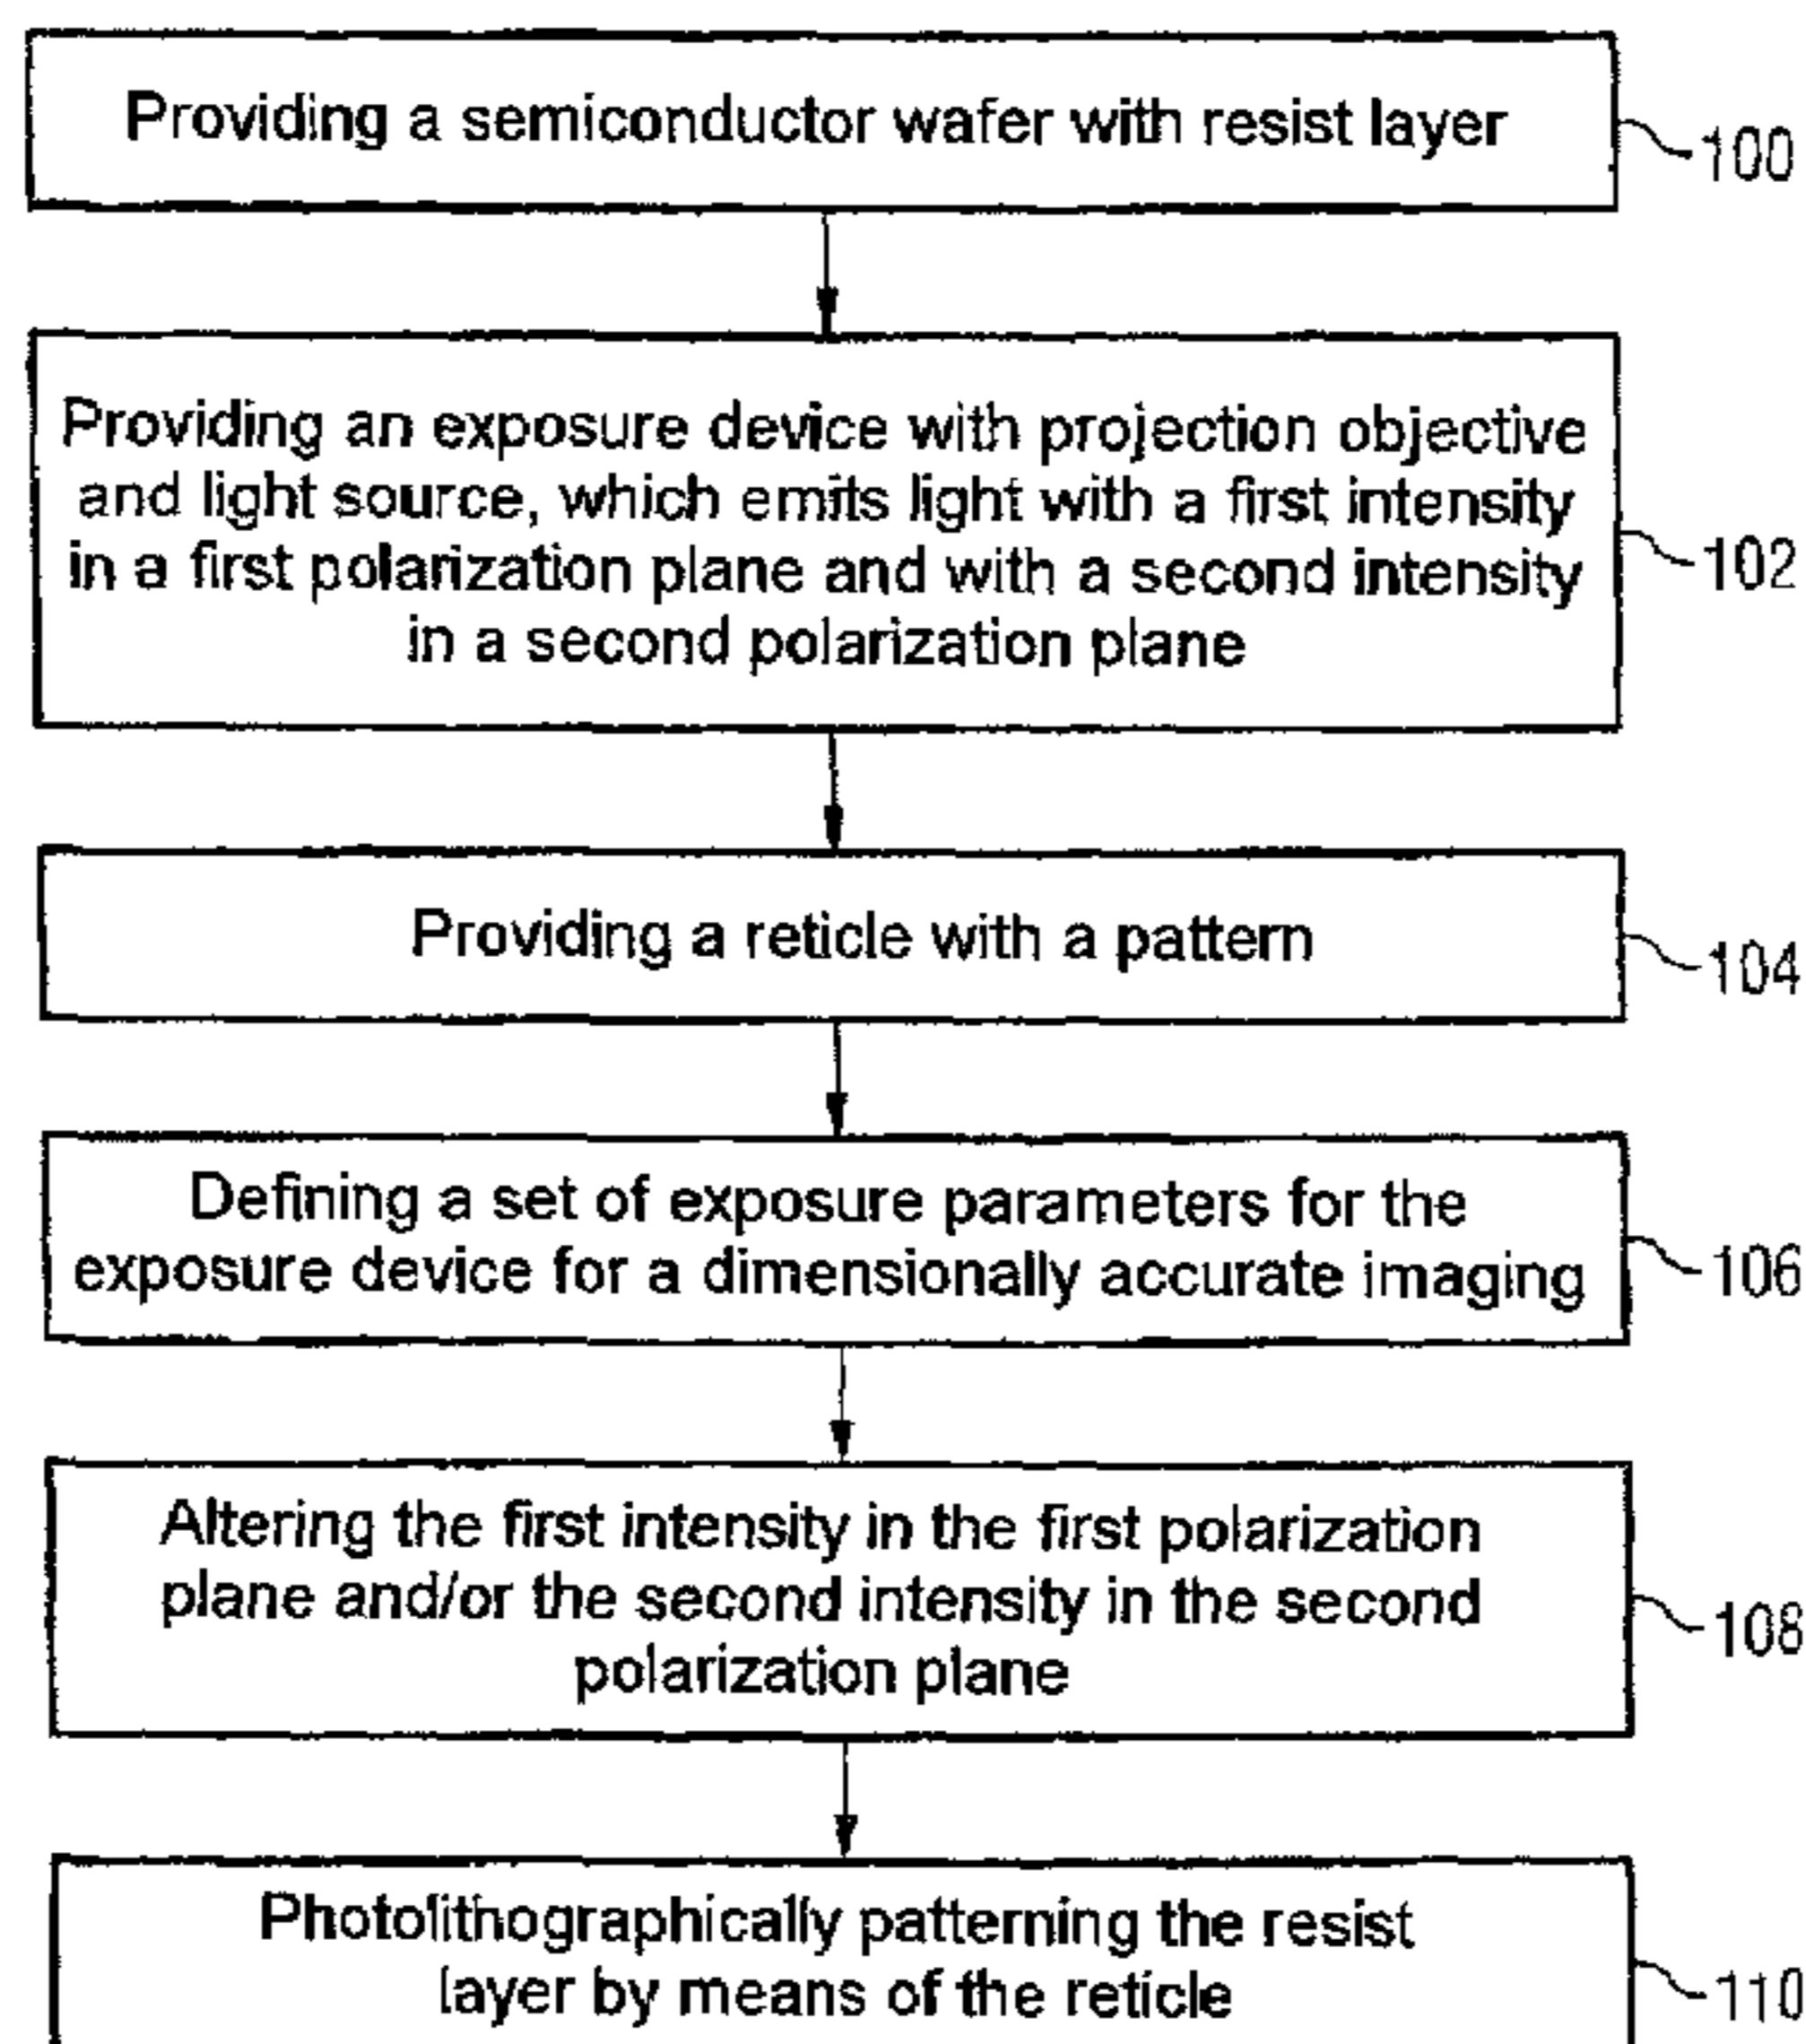 Providing a semiconductor wafer with resist layer
100
Providing an exposure device with projection objective
and light source, which emits light with a first intensity
in a first polarization plane and with a second intensity
in a second polarization plane
102
Providing a reticle with a pattern
104
Defining a set of exposure parameters for the
exposure device for a dimensionally accurate imaging
106
Altering the first intensity in the first polarization
plane and/or the second intensity in the second
polarization plane
108
Photolithographically patterning the resist
layer by means of the reticle
110